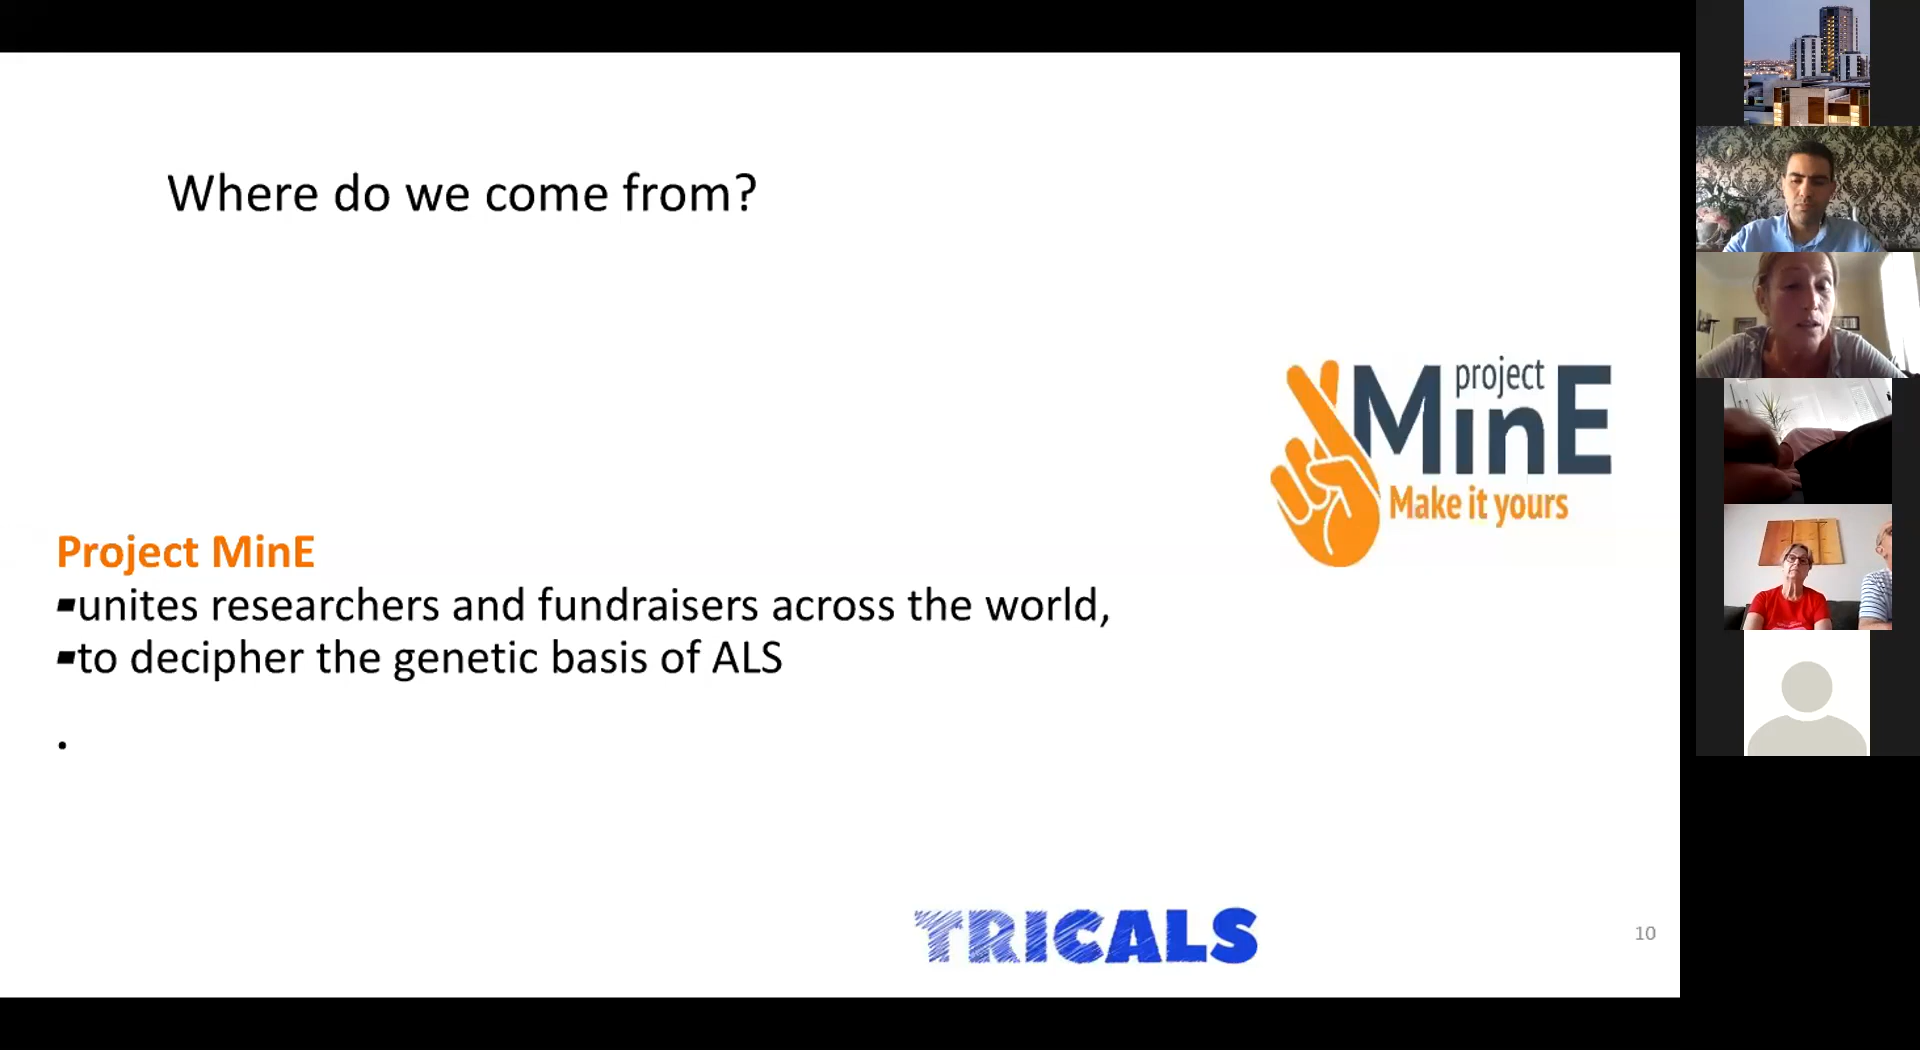 Where do we come from?
project
MinE
Make it yours
Project MinE
▪unites researchers and fundraisers across the world,
▪to decipher the genetic basis of ALS
.
TRICALS
10